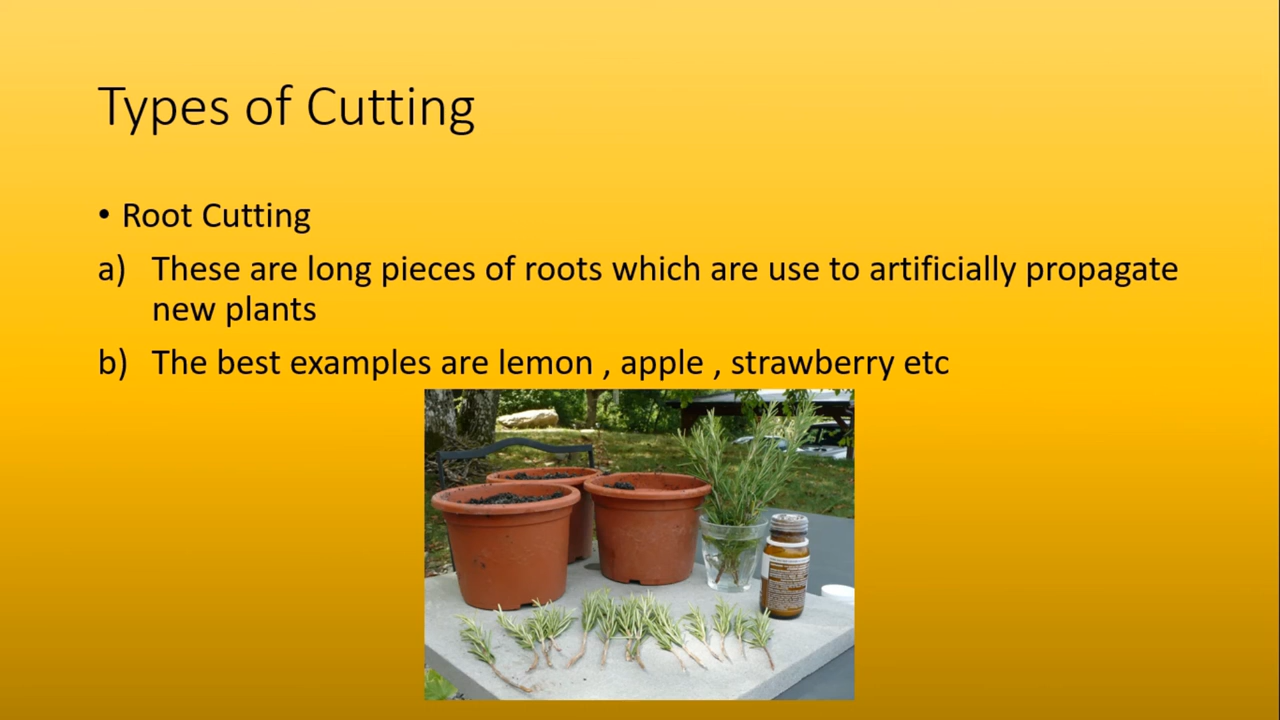 Types of Cutting
• Root Cutting
a) These are long pieces of roots which are use to artificially propagate
new plants
b) The best examples are lemon , apple , strawberry etc